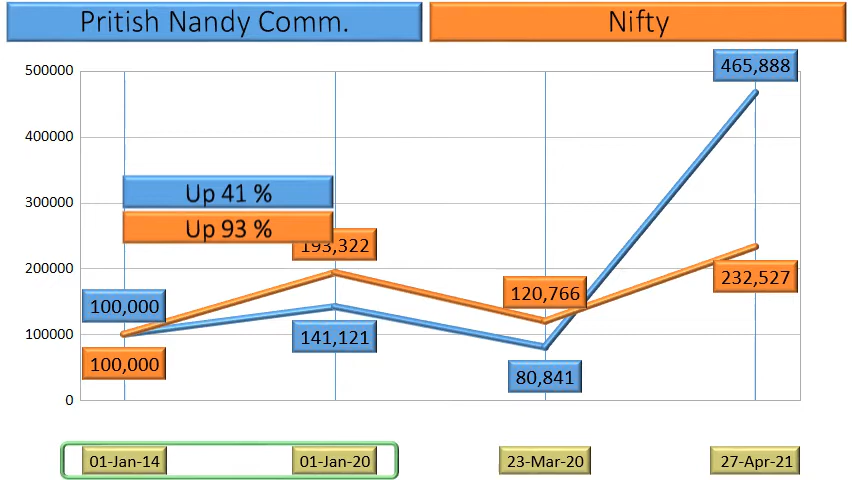 Pritish Nandy Comm.
Nifty
500000
465,888
400000
300000
Up 41 %
Up 93 %
193,322
200000
232,527
120,766
100,000
100000
141,121
100,000
80,841
0
01-Jan-14
01-Jan-20
23-Mar-20
27-Apr-21